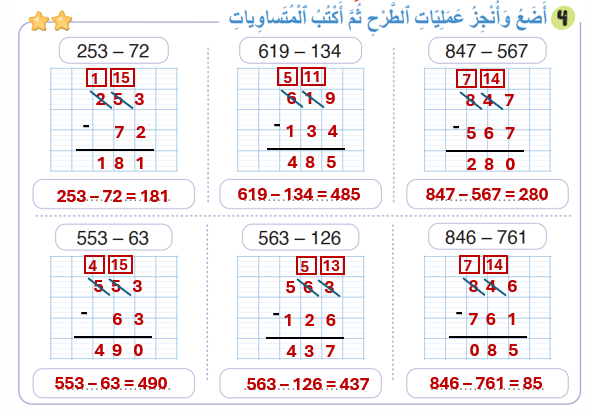 4 أَضَعُ وَأُنْجِزُ عَمَلِيّاتِ ٱلطَّرْحِ ثُمَّ أَكْتُبُ ٱلْمُتَساوِياتِ
253 – 72
619 – 134
847 – 567
1 15
2 5 3
- 7 2
1 8 1
5 11
6 1 9
- 1 3 4
4 8 5
7 14
8 4 7
- 5 6 7
2 8 0
253 – 72 = 181
619 – 134 = 485
847 – 567 = 280
553 – 63
563 – 126
846 – 761
4 15
5 5 3
- 6 3
4 9 0
5 13
5 6 3
- 1 2 6
4 3 7
7 14
8 4 6
- 7 6 1
0 8 5
553 – 63 = 490
563 – 126 = 437
846 – 761 = 85